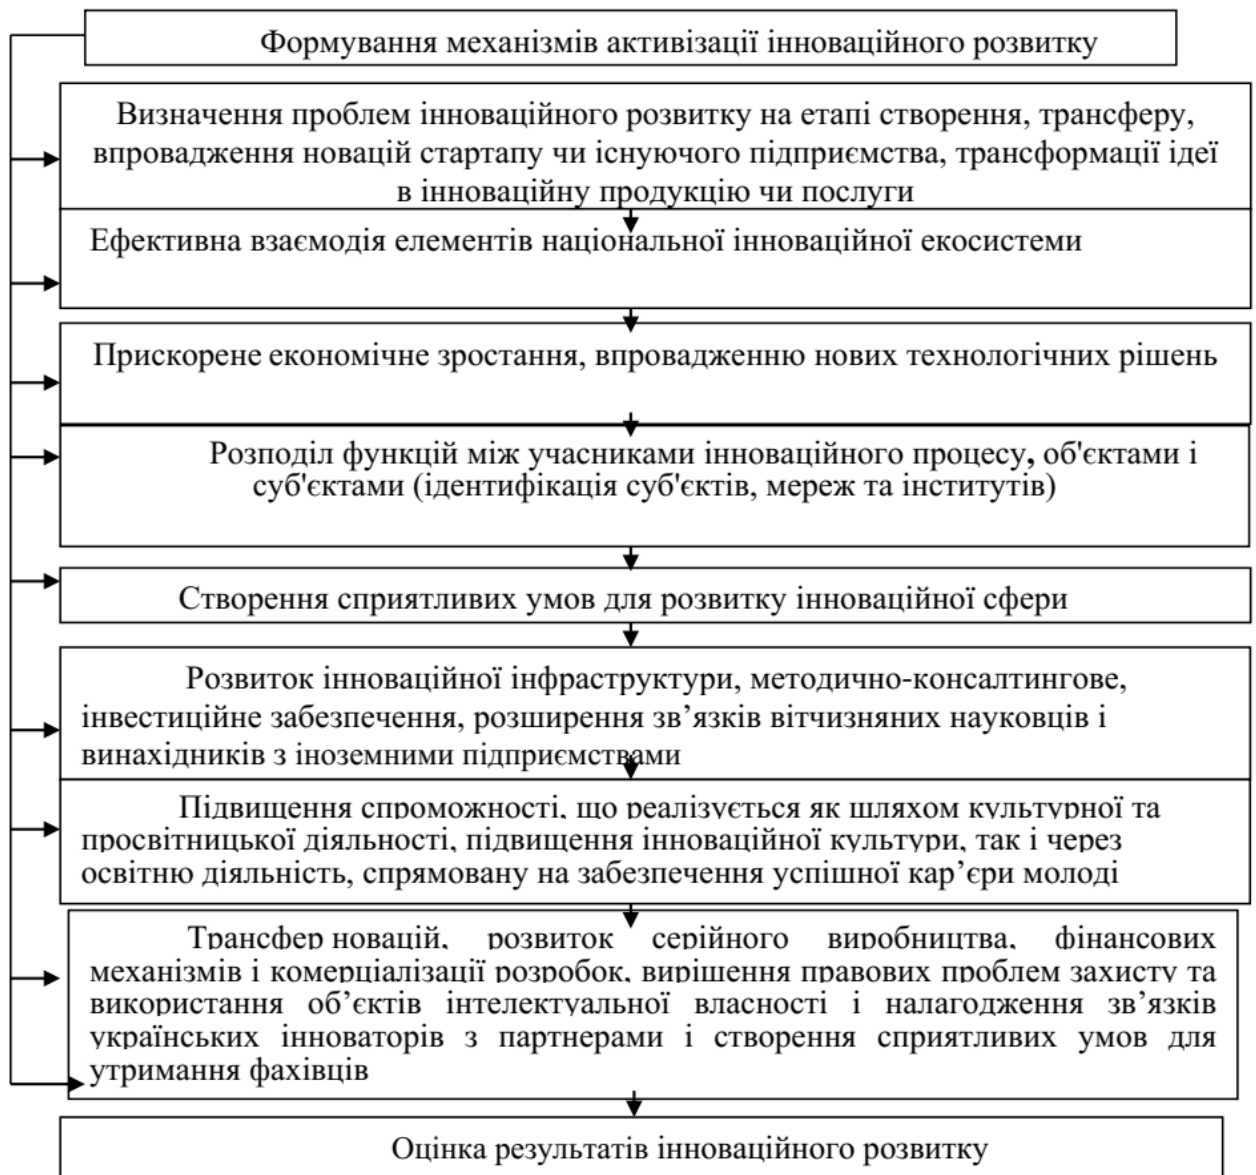 Формування механізмів активізації інноваційного розвитку
Визначення проблем інноваційного розвитку на етапі створення, трансферу,
впровадження новацій стартапу чи існуючого підприємства, трансформації ідеї
в інноваційну продукцію чи послуги
Ефективна взаємодія елементів національної інноваційної екосистеми
Прискорене економічне зростання, впровадженню нових технологічних рішень
Розподіл функцій між учасниками інноваційного процесу, об'єктами і
суб'єктами (ідентифікація суб'єктів, мереж та інститутів)
Створення сприятливих умов для розвитку інноваційної сфери
Розвиток інноваційної інфраструктури, методично-консалтингове,
інвестиційне забезпечення, розширення зв’язків вітчизняних науковців і
винахідників з іноземними підприємствами
Підвищення спроможності, що реалізується як шляхом культурної та
просвітницької діяльності, підвищення інноваційної культури, так і через
освітню діяльність, спрямовану на забезпечення успішної кар’єри молоді
Трансфер новацій, розвиток серійного виробництва, фінансових
механізмів і комерціалізації розробок, вирішення правових проблем захисту та
використання об’єктів інтелектуальної власності і налагодження зв’язків
українських інноваторів з партнерами і створення сприятливих умов для
утримання фахівців
Оцінка результатів інноваційного розвитку